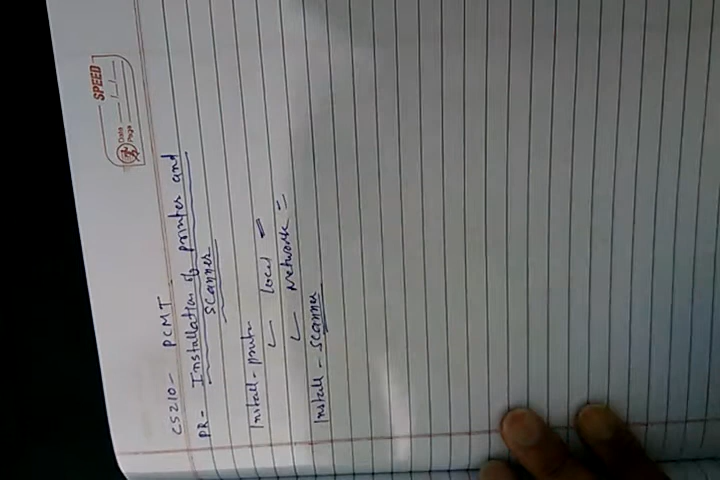 SPEED
Date
Page
CS210 - PCMT
PR - Installation of printer and
scanner
Install - printer
Local
Network
Install - scanner